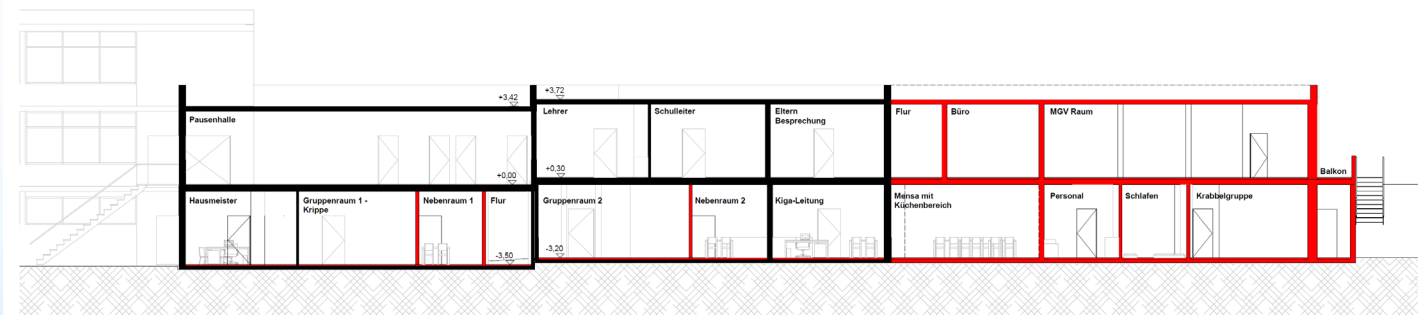 +3,42
+3,72
Pausenhalle
Lehrer
Schulleiter
Eltern
Besprechung
Flur
Büro
MGV Raum
+0,00
+0,30
Balkon
Hausmeister
Gruppenraum 1 -
Krippe
Nebenraum 1
Flur
Gruppenraum 2
Nebenraum 2
Kiga-Leitung
Mensa mit
Küchenbereich
Personal
Schlafen
Krabbelgruppe
-3,50
-3,20